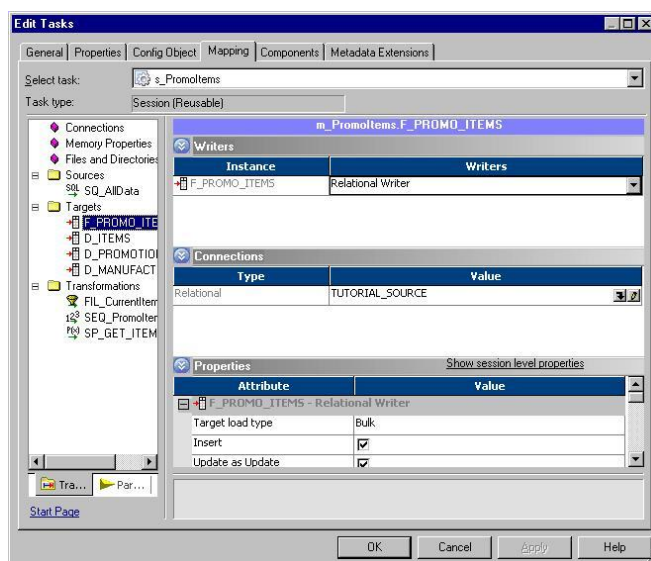 Edit Tasks
General Properties Config Object Mapping Components Metadata Extensions
Select task: s_PromoItems
Task type: Session (Reusable)
Connections
Memory Properties
Files and Directories
Sources
SQ_AllData
Targets
F_PROMO_ITE
D_ITEMS
D_PROMOTIO
D_MANUFACT
Transformations
FIL_CurrentItem
SEQ_PromoIter
SP_GET_ITEM
Tra... Par...
Start Page
m_PromoItems.F_PROMO_ITEMS
Writers
Instance Writers
F_PROMO_ITEMS Relational Writer
Connections
Type Value
Relational TUTORIAL_SOURCE
Properties Show session level properties
Attribute Value
F_PROMO_ITEMS - Relational Writer
Target load type Bulk
Insert
Update as Update
OK Cancel Apply Help